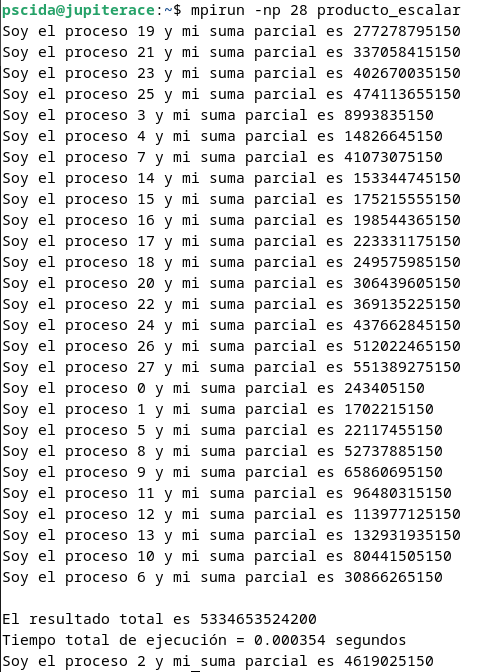 pscida@jupiterace:~$ mpirun -np 28 producto_escalar
Soy el proceso 19 y mi suma parcial es 277278795150
Soy el proceso 21 y mi suma parcial es 337058415150
Soy el proceso 23 y mi suma parcial es 402670035150
Soy el proceso 25 y mi suma parcial es 474113655150
Soy el proceso 3 y mi suma parcial es 8993835150
Soy el proceso 4 y mi suma parcial es 14826645150
Soy el proceso 7 y mi suma parcial es 41073075150
Soy el proceso 14 y mi suma parcial es 153344745150
Soy el proceso 15 y mi suma parcial es 175215555150
Soy el proceso 16 y mi suma parcial es 198544365150
Soy el proceso 17 y mi suma parcial es 223331175150
Soy el proceso 18 y mi suma parcial es 249575985150
Soy el proceso 20 y mi suma parcial es 306439605150
Soy el proceso 22 y mi suma parcial es 369135225150
Soy el proceso 24 y mi suma parcial es 437662845150
Soy el proceso 26 y mi suma parcial es 512022465150
Soy el proceso 27 y mi suma parcial es 551389275150
Soy el proceso 0 y mi suma parcial es 243405150
Soy el proceso 1 y mi suma parcial es 1702215150
Soy el proceso 5 y mi suma parcial es 22117455150
Soy el proceso 8 y mi suma parcial es 52737885150
Soy el proceso 9 y mi suma parcial es 65860695150
Soy el proceso 11 y mi suma parcial es 96480315150
Soy el proceso 12 y mi suma parcial es 113977125150
Soy el proceso 13 y mi suma parcial es 132931935150
Soy el proceso 10 y mi suma parcial es 80441505150
Soy el proceso 6 y mi suma parcial es 30866265150
El resultado total es 5334653524200
Tiempo total de ejecución = 0.000354 segundos
Soy el proceso 2 y mi suma parcial es 4619025150